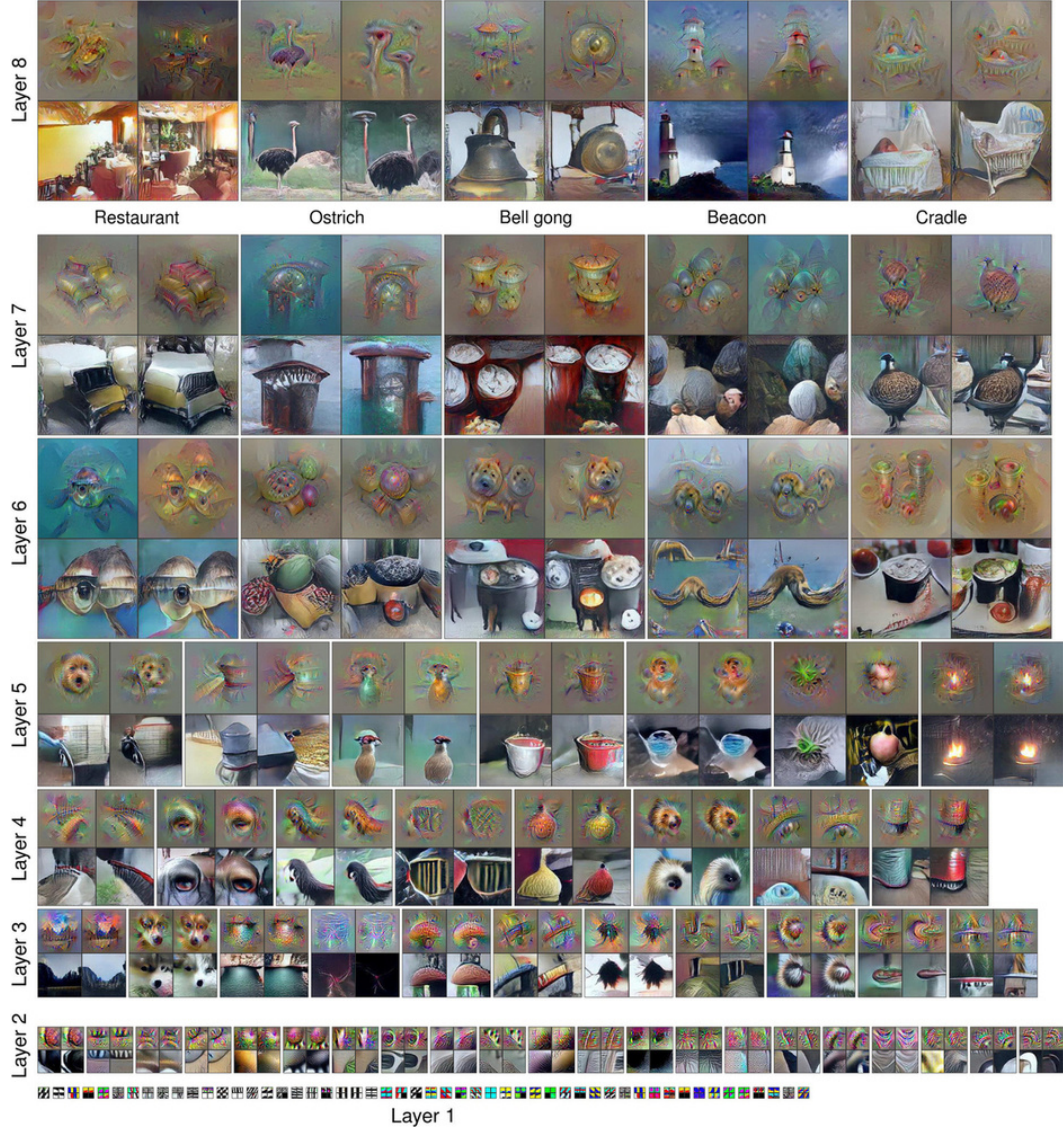 Layer 8
Restaurant
Ostrich
Bell gong
Beacon
Cradle
Layer 7
Layer 6
Layer 5
Layer 4
Layer 3
Layer 2
Layer 1